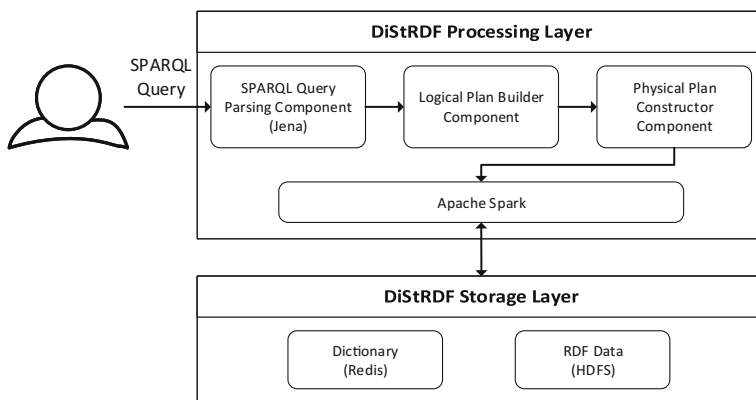 DiStRDF Processing Layer
SPARQL
Query
SPARQL Query
Parsing Component
(Jena)
Logical Plan Builder
Component
Physical Plan
Constructor
Component
Apache Spark
DiStRDF Storage Layer
Dictionary
(Redis)
RDF Data
(HDFS)